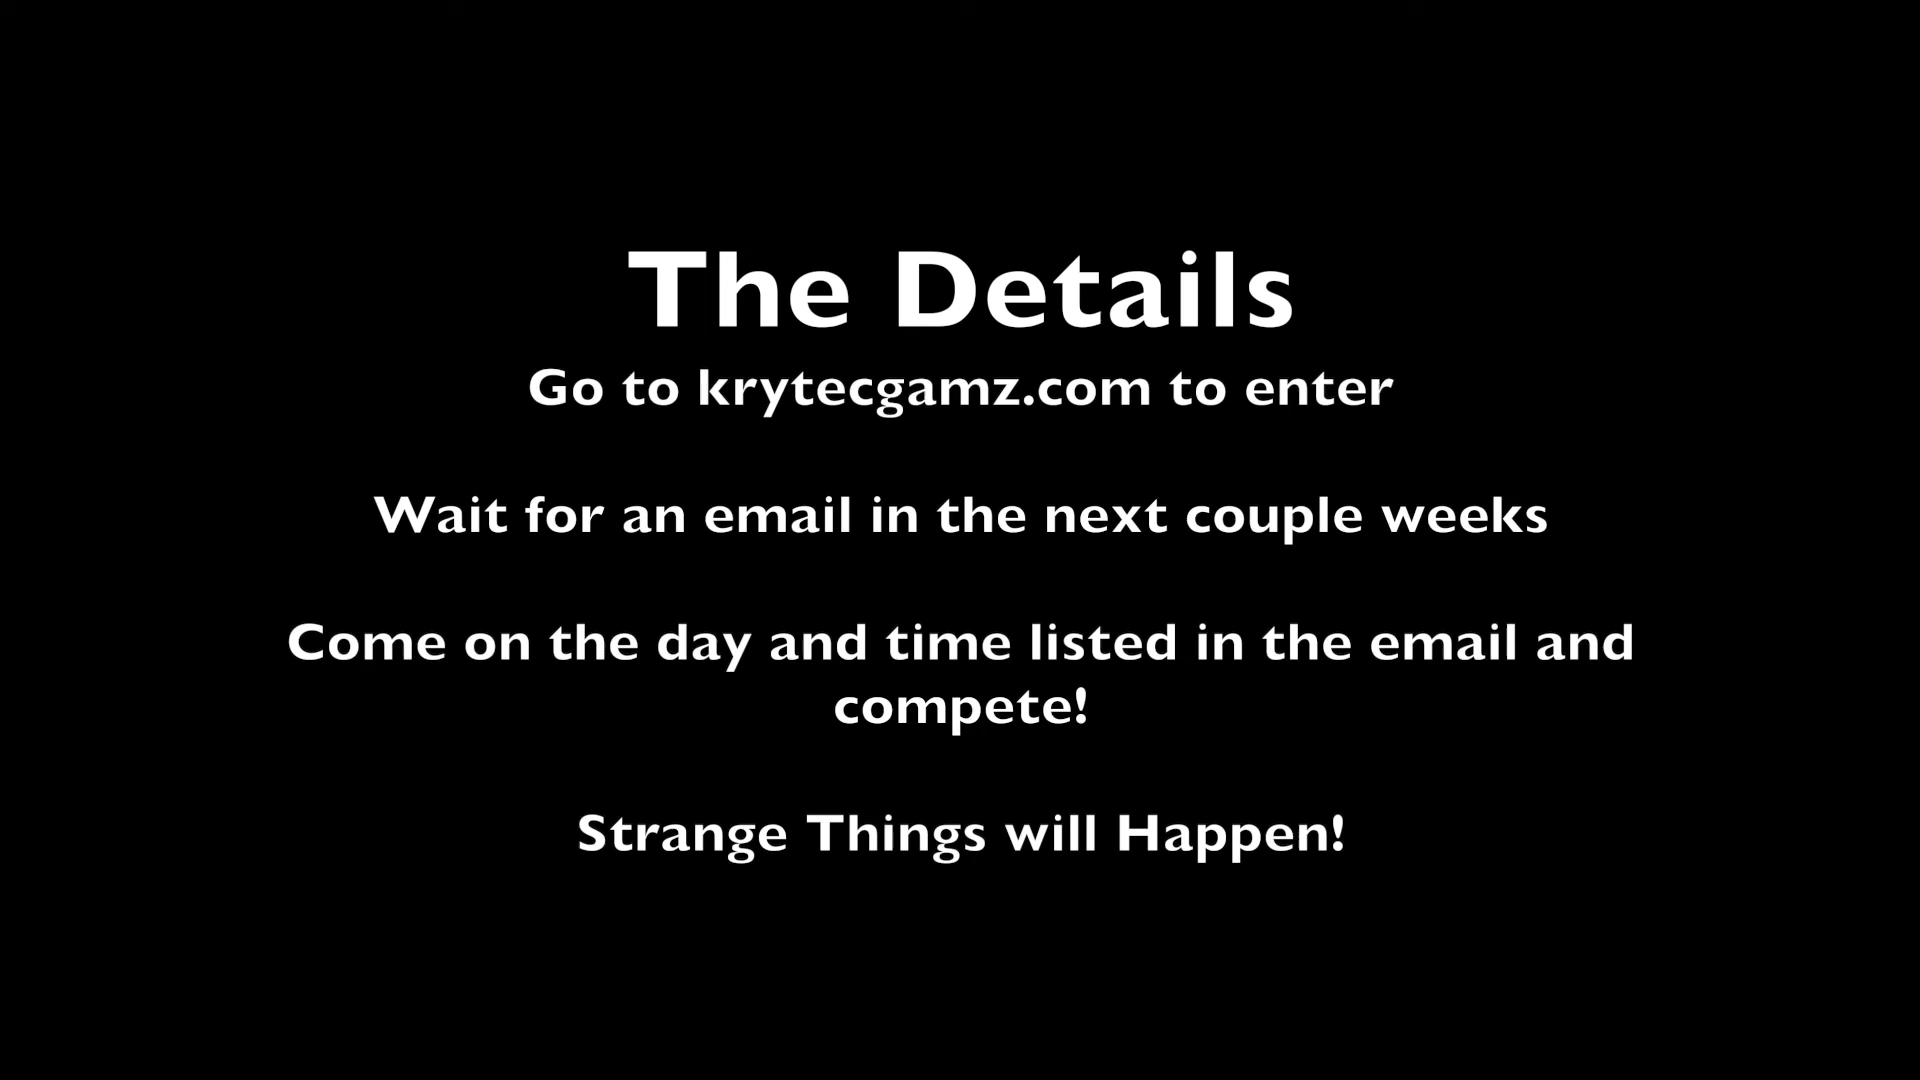 The Details
Go to krytecgamz.com to enter
Wait for an email in the next couple weeks
Come on the day and time listed in the email and
compete!
Strange Things will Happen!